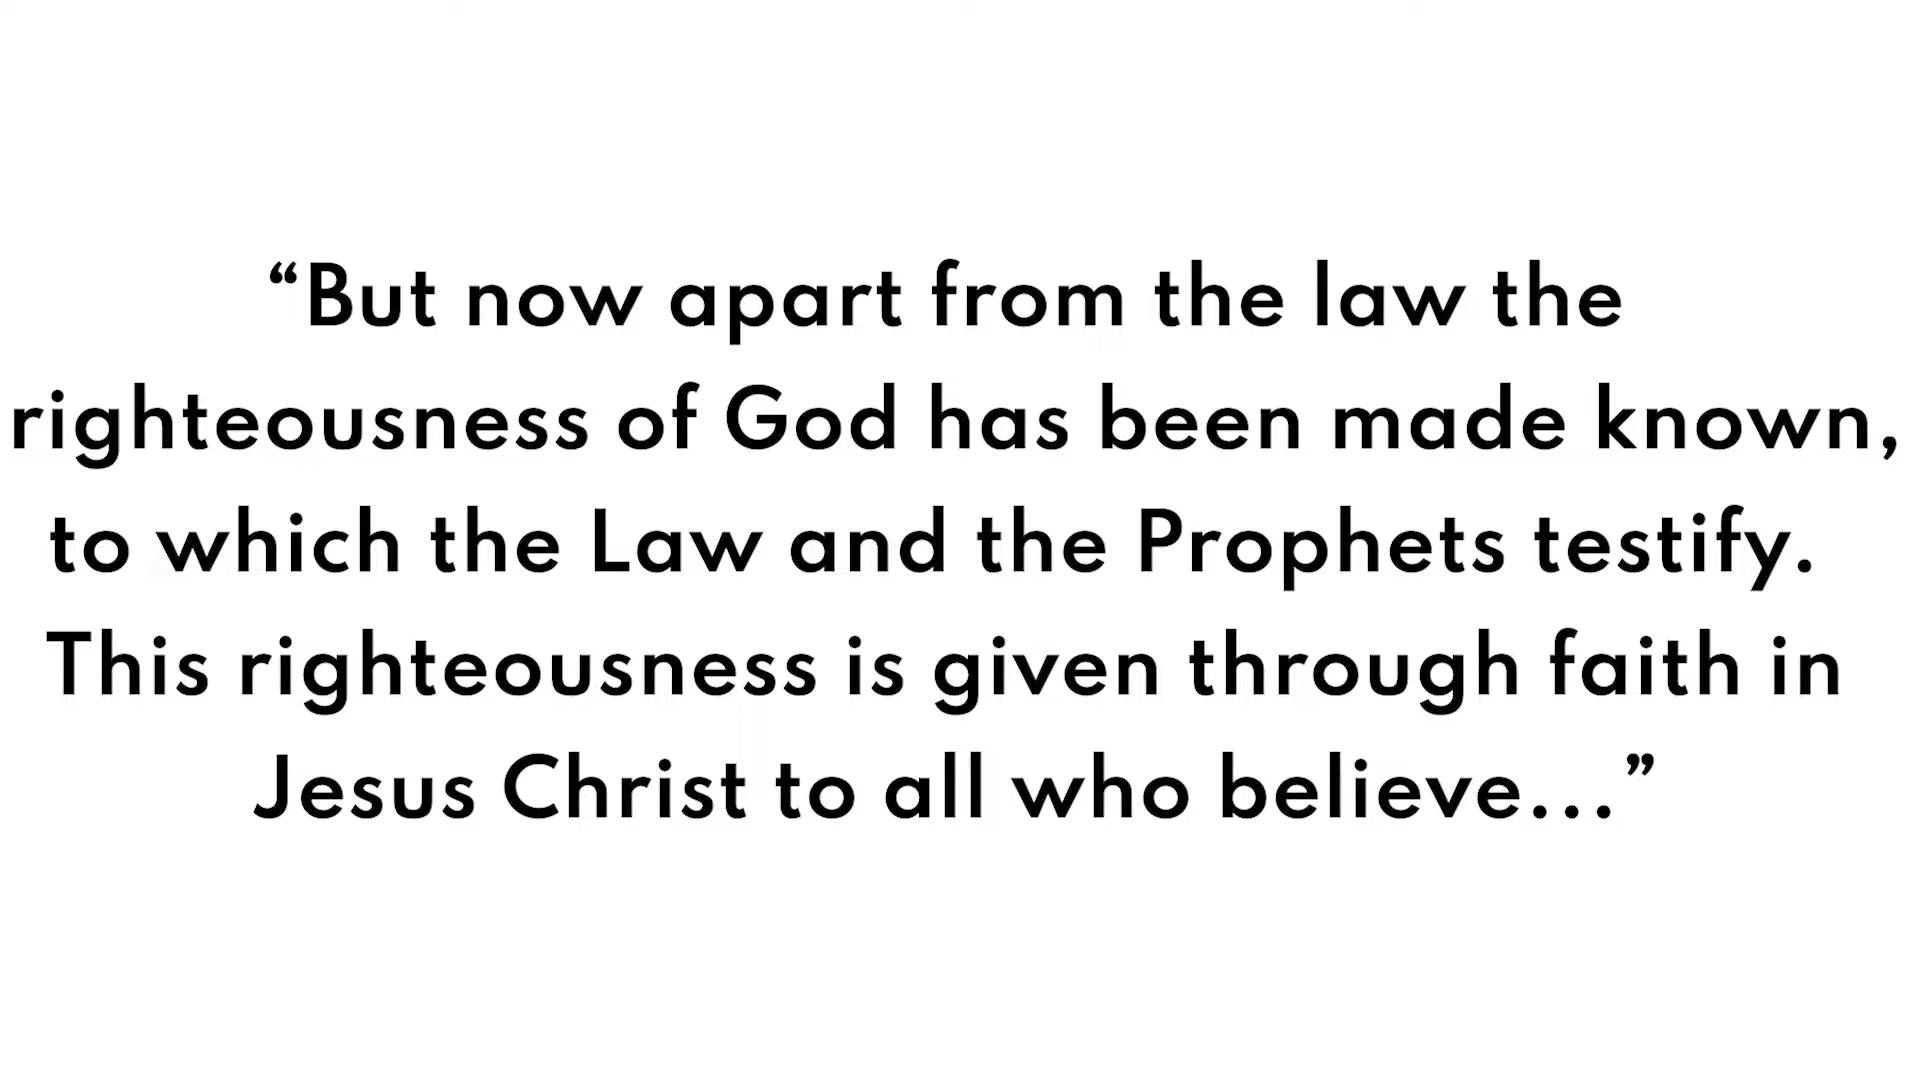 “But now apart from the law the
righteousness of God has been made known,
to which the Law and the Prophets testify.
This righteousness is given through faith in
Jesus Christ to all who believe...”